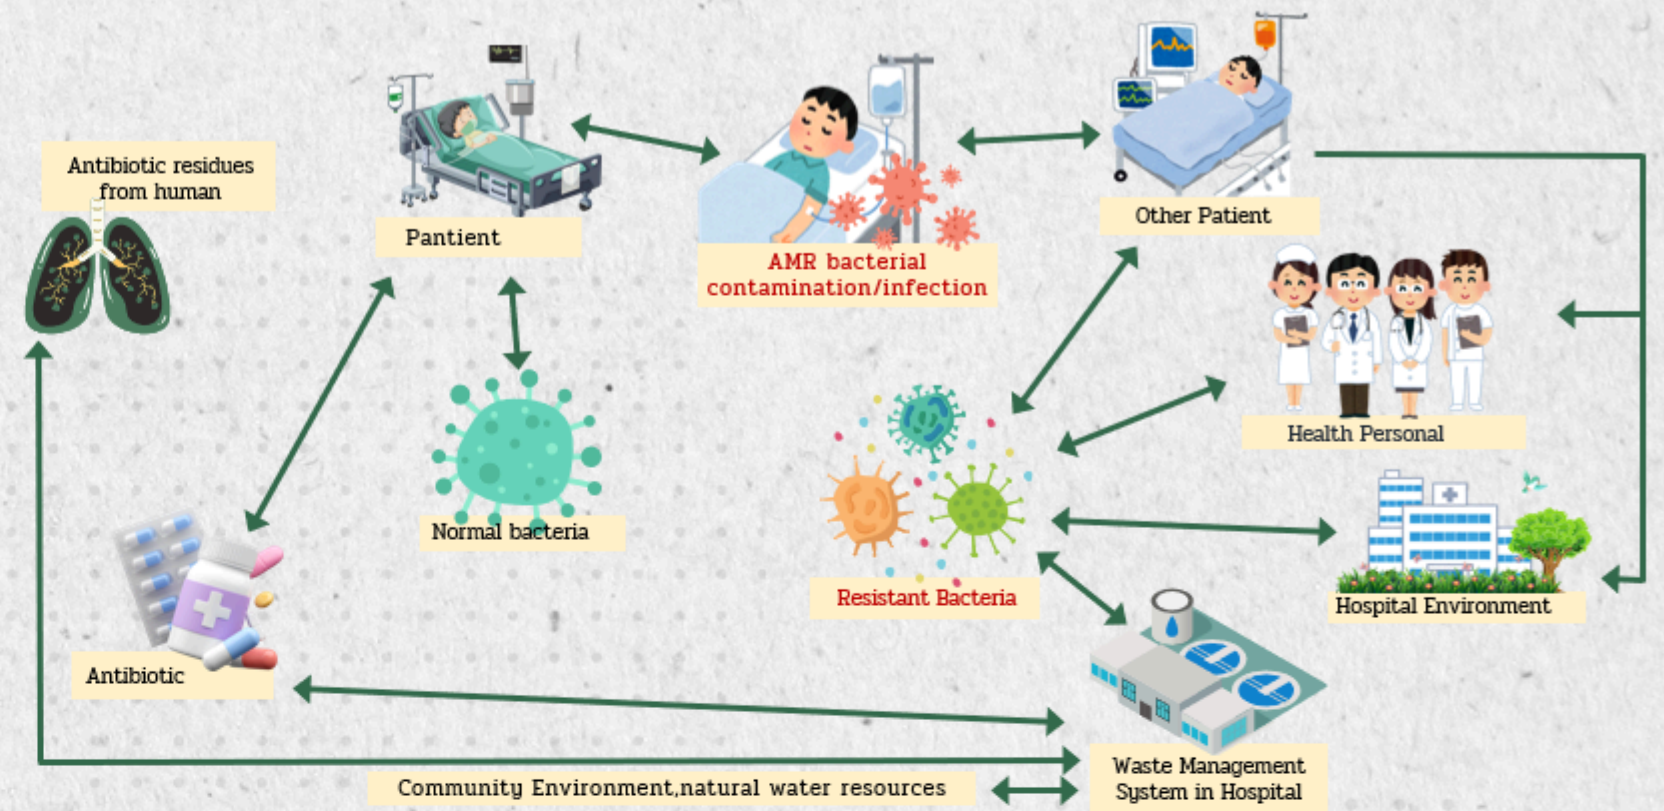 Antibiotic residues
from human
Pantient
AMR bacterial
contamination/infection
Other Patient
Health Personal
Normal bacteria
Resistant Bacteria
Hospital Environment
Antibiotic
Community Environment,natural water resources
Waste Management
System in Hospital